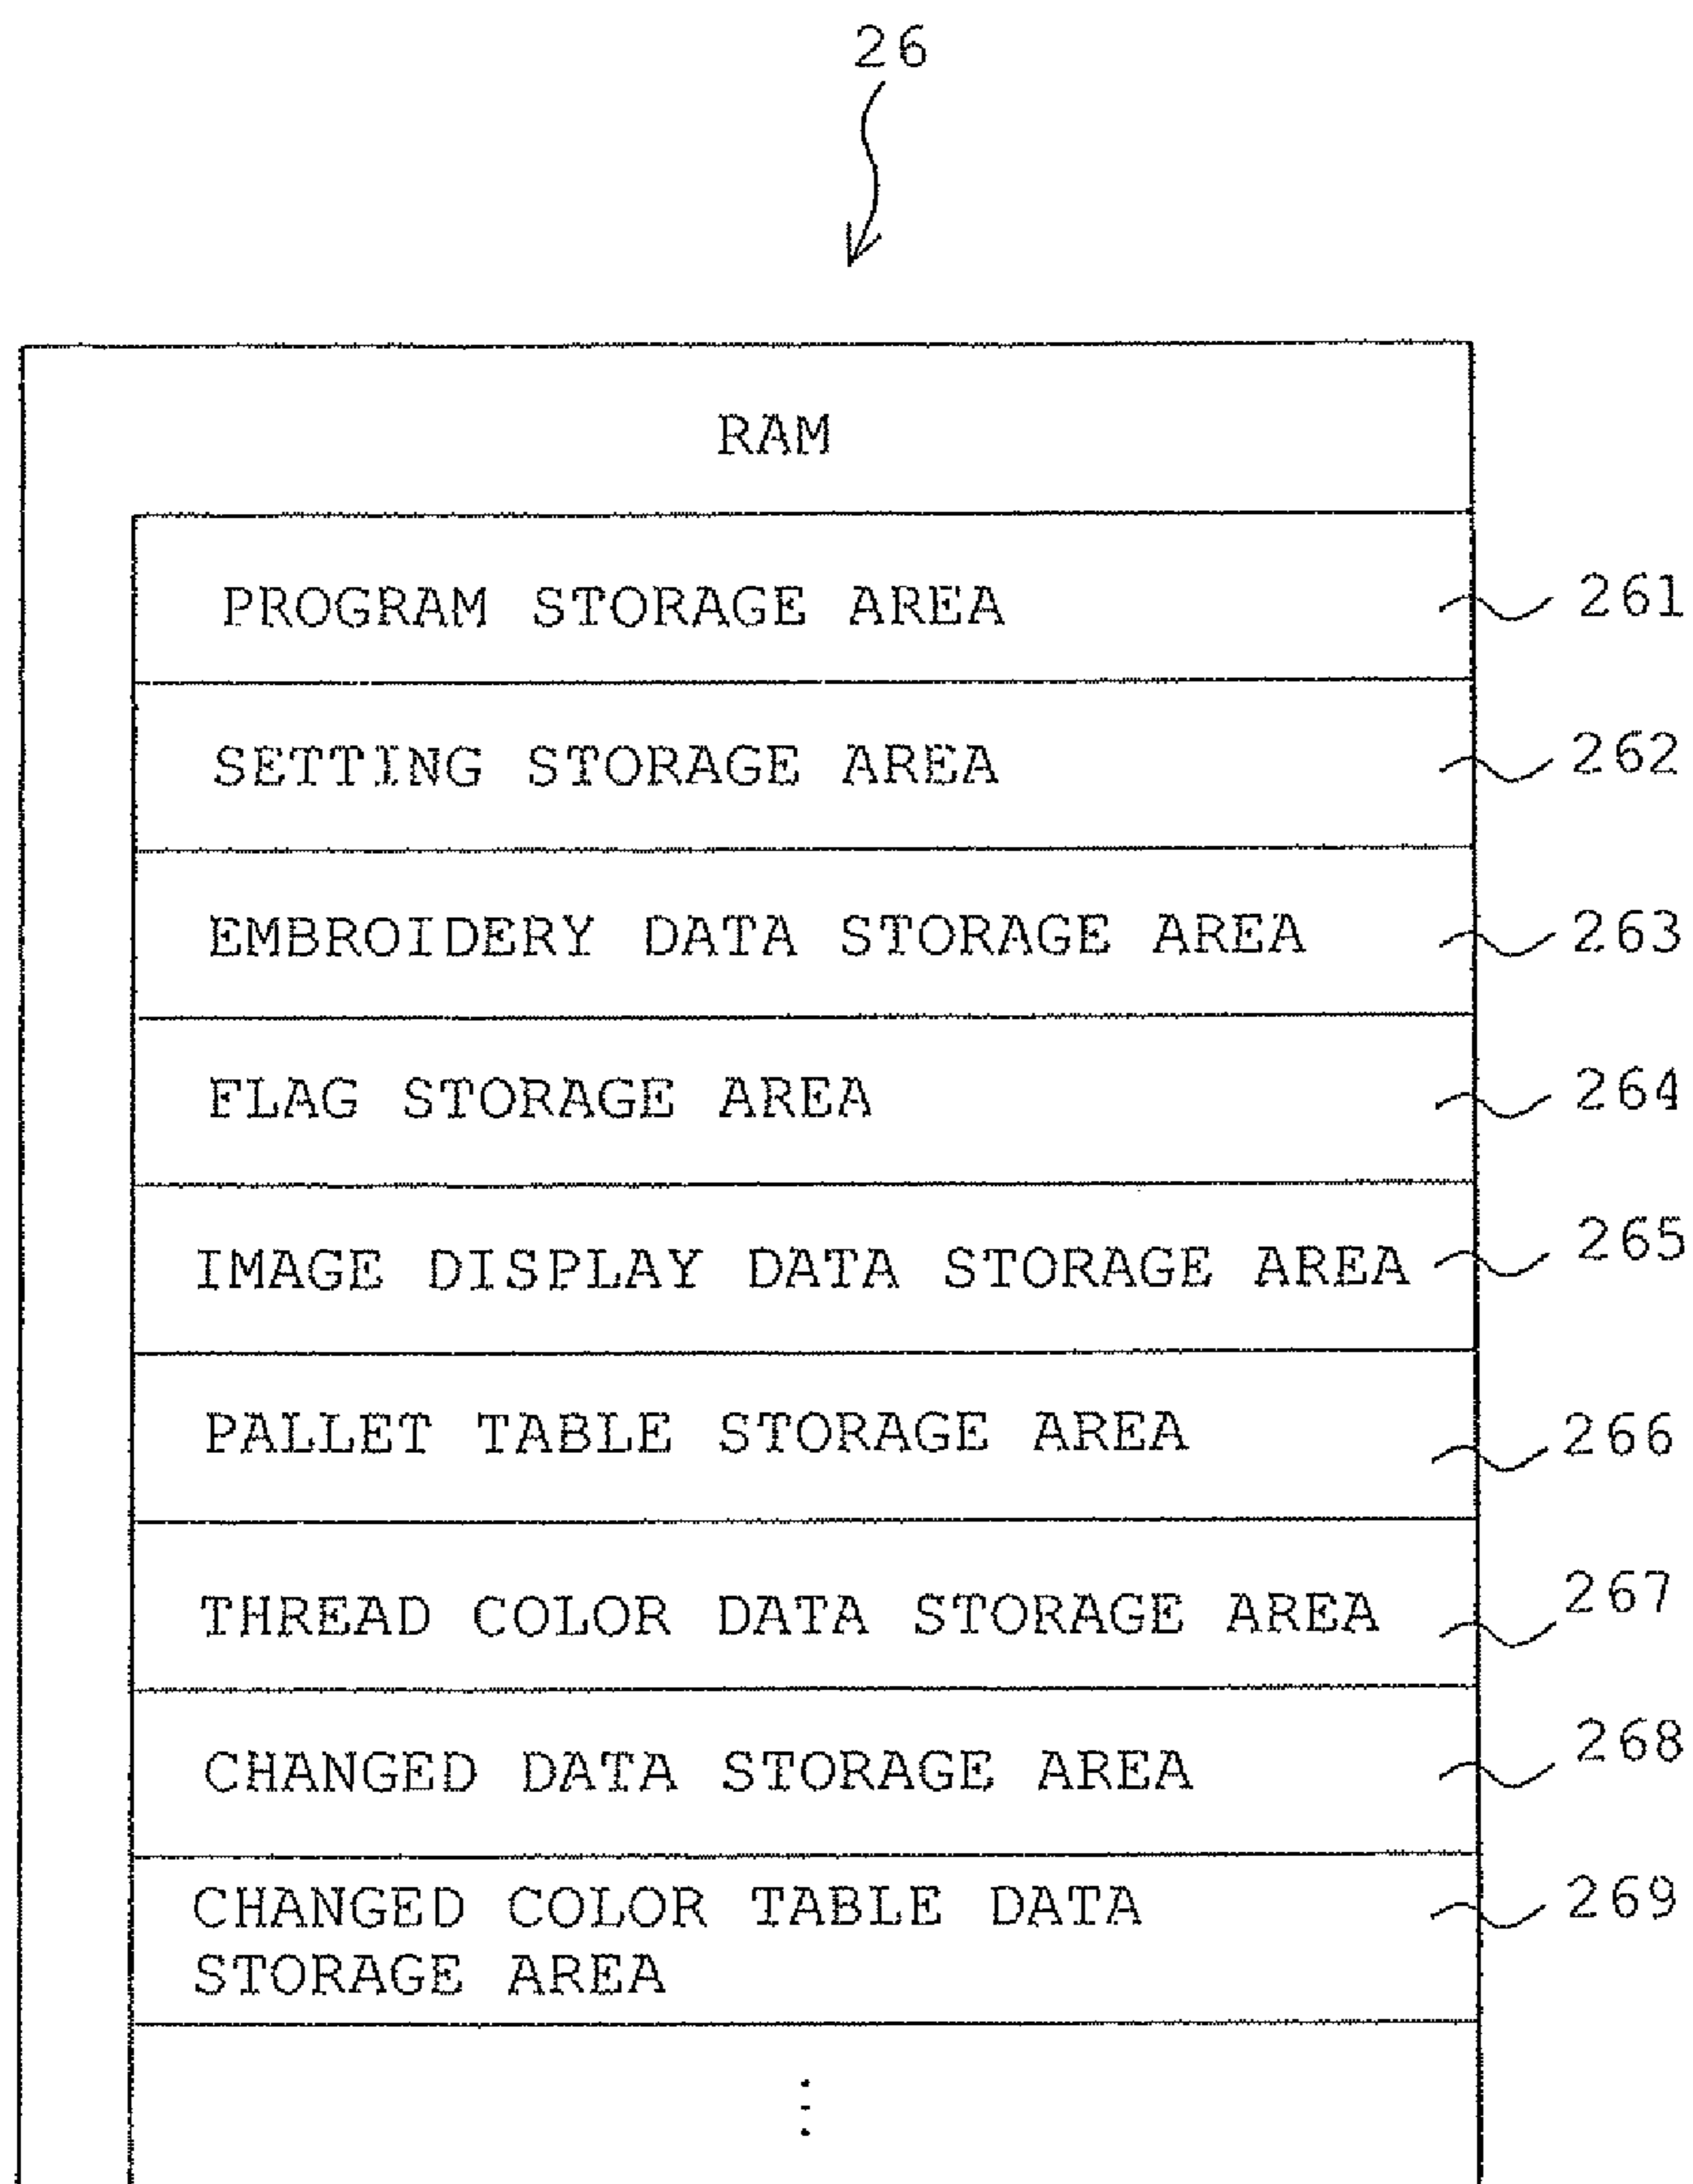 26
RAM
PROGRAM STORAGE AREA 261
SETTING STORAGE AREA 262
EMBROIDERY DATA STORAGE AREA 263
FLAG STORAGE AREA 264
IMAGE DISPLAY DATA STORAGE AREA 265
PALLET TABLE STORAGE AREA 266
THREAD COLOR DATA STORAGE AREA 267
CHANGED DATA STORAGE AREA 268
CHANGED COLOR TABLE DATA 269
STORAGE AREA